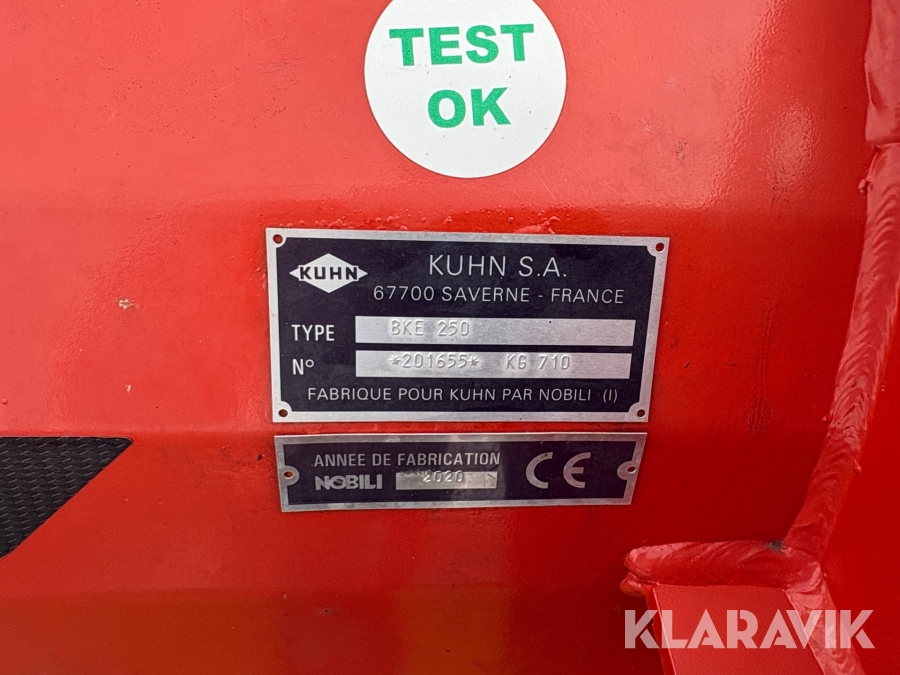 TEST
OK
KUHN
KUHN S.A.
67700 SAVERNE - FRANCE
TYPE BKE 250
N° *201655* KG 710
FABRIQUE POUR KUHN PAR NOBILI (I)
ANNEE DE FABRICATION
NOBILI 2020
CE
KLARAVIK